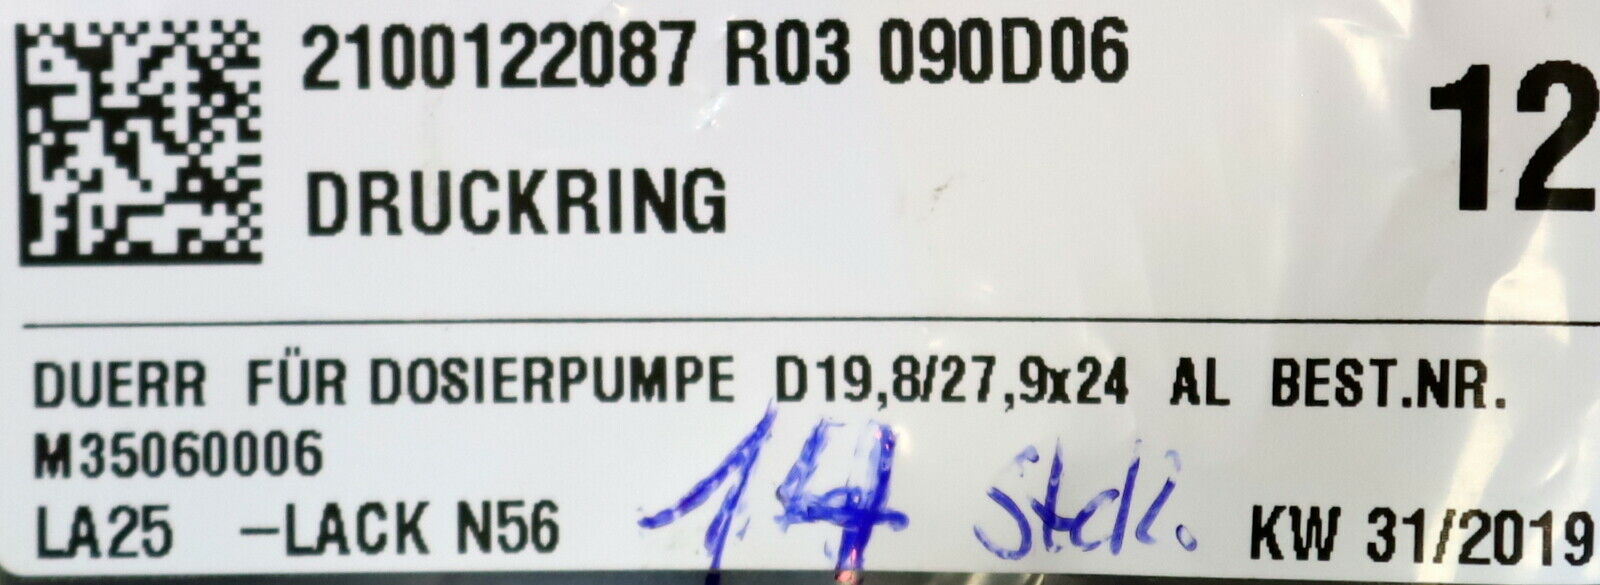 2100122087 R03 090D06
12
DRUCKRING
DUERR FÜR DOSIERPUMPE D19,8/27,9x24 AL BEST.NR.
M35060006
LA25 -LACK N56
14 Stck.
KW 31/2019